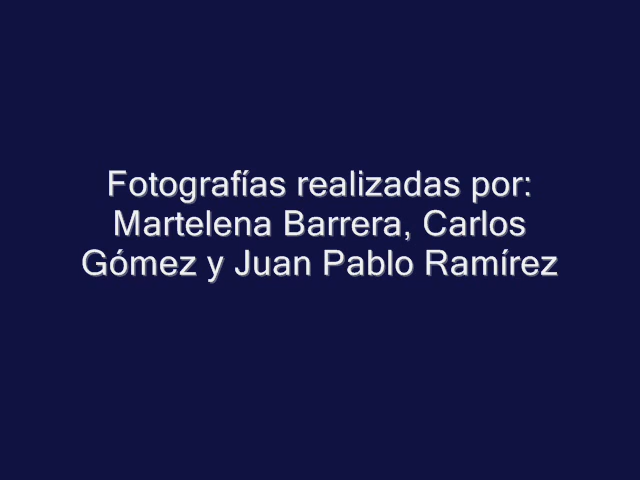 Fotografías realizadas por:
Martelena Barrera, Carlos
Gómez y Juan Pablo Ramírez